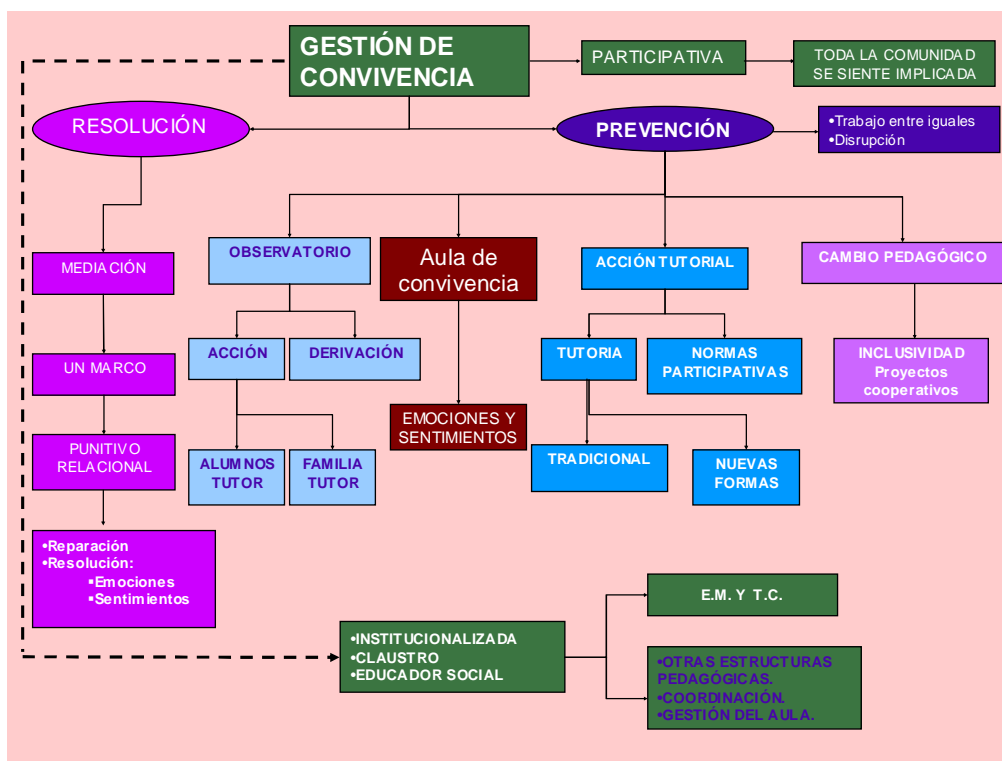 GESTIÓN DE
CONVIVENCIA
PARTICIPATIVA
TODA LA COMUNIDAD
SE SIENTE IMPLICADA
RESOLUCIÓN
PREVENCIÓN
•Trabajo entre iguales
•Disrupción
MEDIACIÓN
OBSERVATORIO
Aula de
convivencia
ACCIÓN TUTORIAL
CAMBIO PEDAGÓGICO
UN MARCO
ACCIÓN
DERIVACIÓN
EMOCIONES Y
SENTIMIENTOS
TUTORIA
NORMAS
PARTICIPATIVAS
INCLUSIVIDAD
Proyectos
cooperativos
PUNITIVO
RELACIONAL
ALUMNOS
TUTOR
FAMILIA
TUTOR
TRADICIONAL
NUEVAS
FORMAS
•Reparación
•Resolución:
▪Emociones
▪Sentimientos
•INSTITUCIONALIZADA
•CLAUSTRO
•EDUCADOR SOCIAL
E.M. Y T.C.
•OTRAS ESTRUCTURAS
PEDAGÓGICAS.
•COORDINACIÓN.
•GESTIÓN DEL AULA.